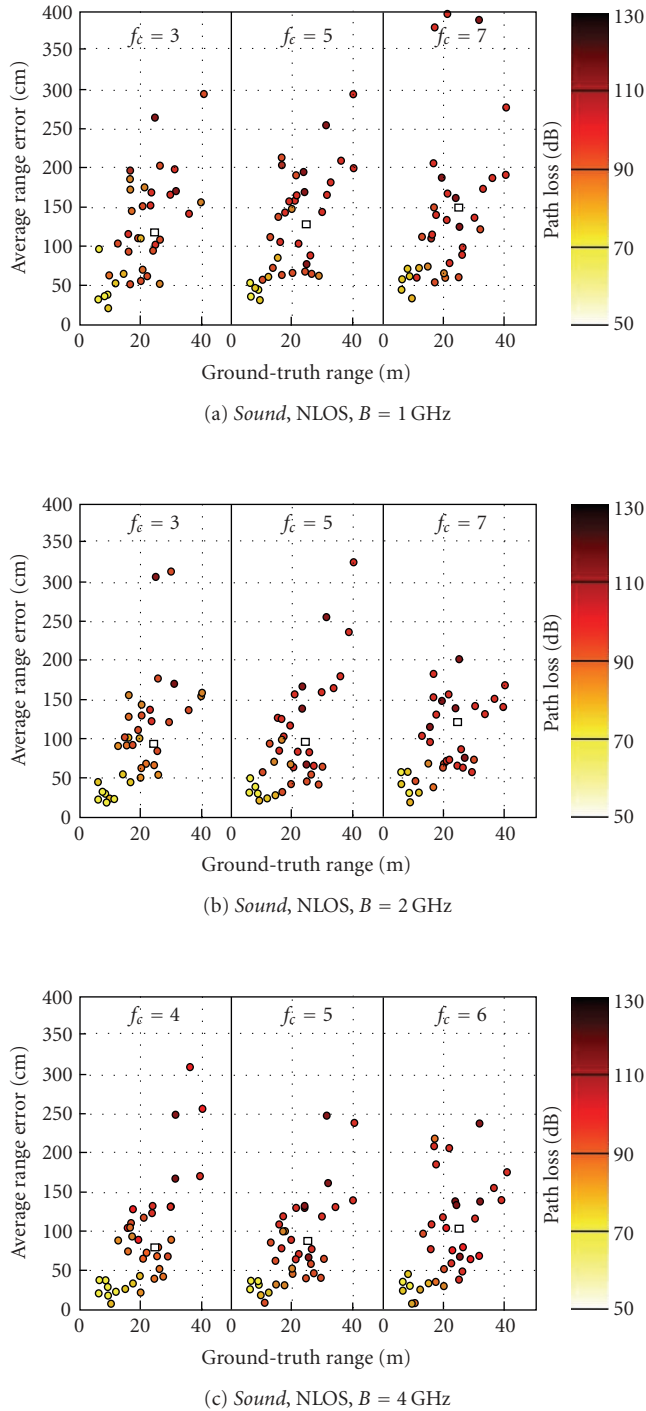 400
350
300
250
200
150
100
50
0
Average range error (cm)
f_c = 3
f_c = 5
f_c = 7
0 20 40 0 20 40 0 20 40
Ground-truth range (m)
130
110
90
70
50
Path loss (dB)
(a) Sound, NLOS, B = 1 GHz
400
350
300
250
200
150
100
50
0
Average range error (cm)
f_c = 3
f_c = 5
f_c = 7
0 20 40 0 20 40 0 20 40
Ground-truth range (m)
130
110
90
70
50
Path loss (dB)
(b) Sound, NLOS, B = 2 GHz
400
350
300
250
200
150
100
50
0
Average range error (cm)
f_c = 4
f_c = 5
f_c = 6
0 20 40 0 20 40 0 20 40
Ground-truth range (m)
130
110
90
70
50
Path loss (dB)
(c) Sound, NLOS, B = 4 GHz